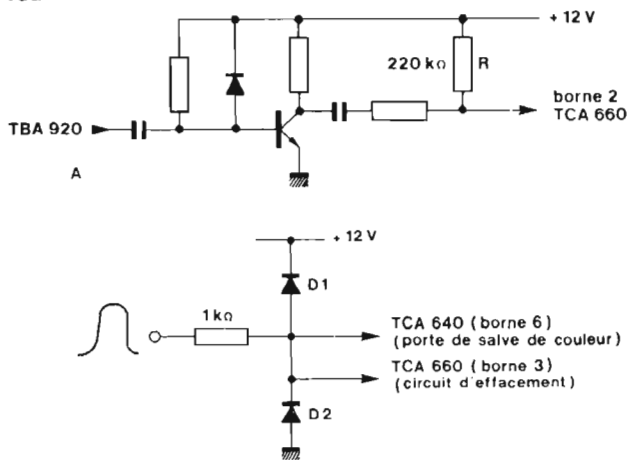 + 12 V
220 kΩ
R
borne 2
TCA 660
TBA 920
A
+ 12 V
D1
1 kΩ
TCA 640 ( borne 6 )
( porte de salve de couleur )
TCA 660 ( borne 3 )
( circuit d'effacement )
D2